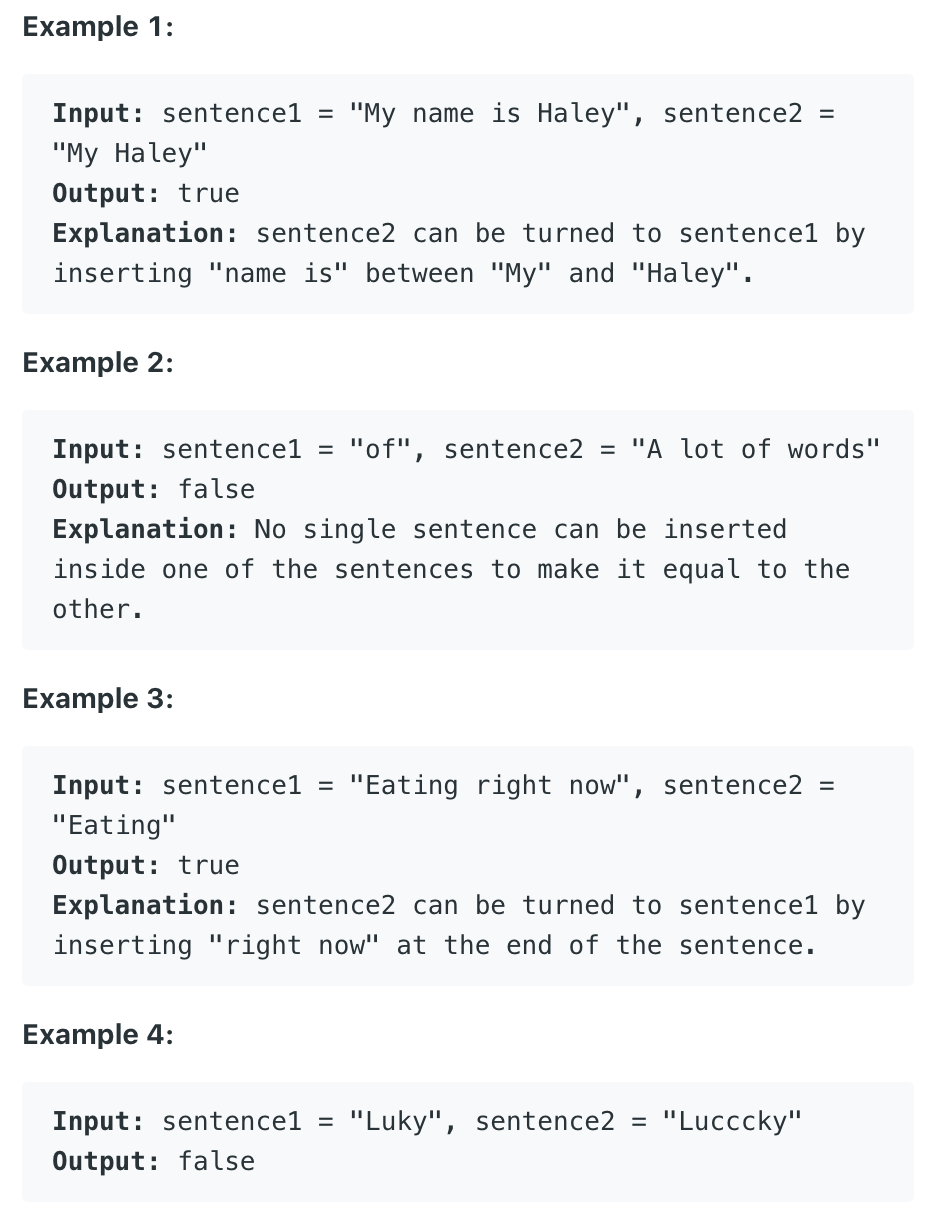 Example 1:
Input: sentence1 = "My name is Haley", sentence2 =
"My Haley"
Output: true
Explanation: sentence2 can be turned to sentence1 by
inserting "name is" between "My" and "Haley".
Example 2:
Input: sentence1 = "of", sentence2 = "A lot of words"
Output: false
Explanation: No single sentence can be inserted
inside one of the sentences to make it equal to the
other.
Example 3:
Input: sentence1 = "Eating right now", sentence2 =
"Eating"
Output: true
Explanation: sentence2 can be turned to sentence1 by
inserting "right now" at the end of the sentence.
Example 4:
Input: sentence1 = "Luky", sentence2 = "Lucccky"
Output: false